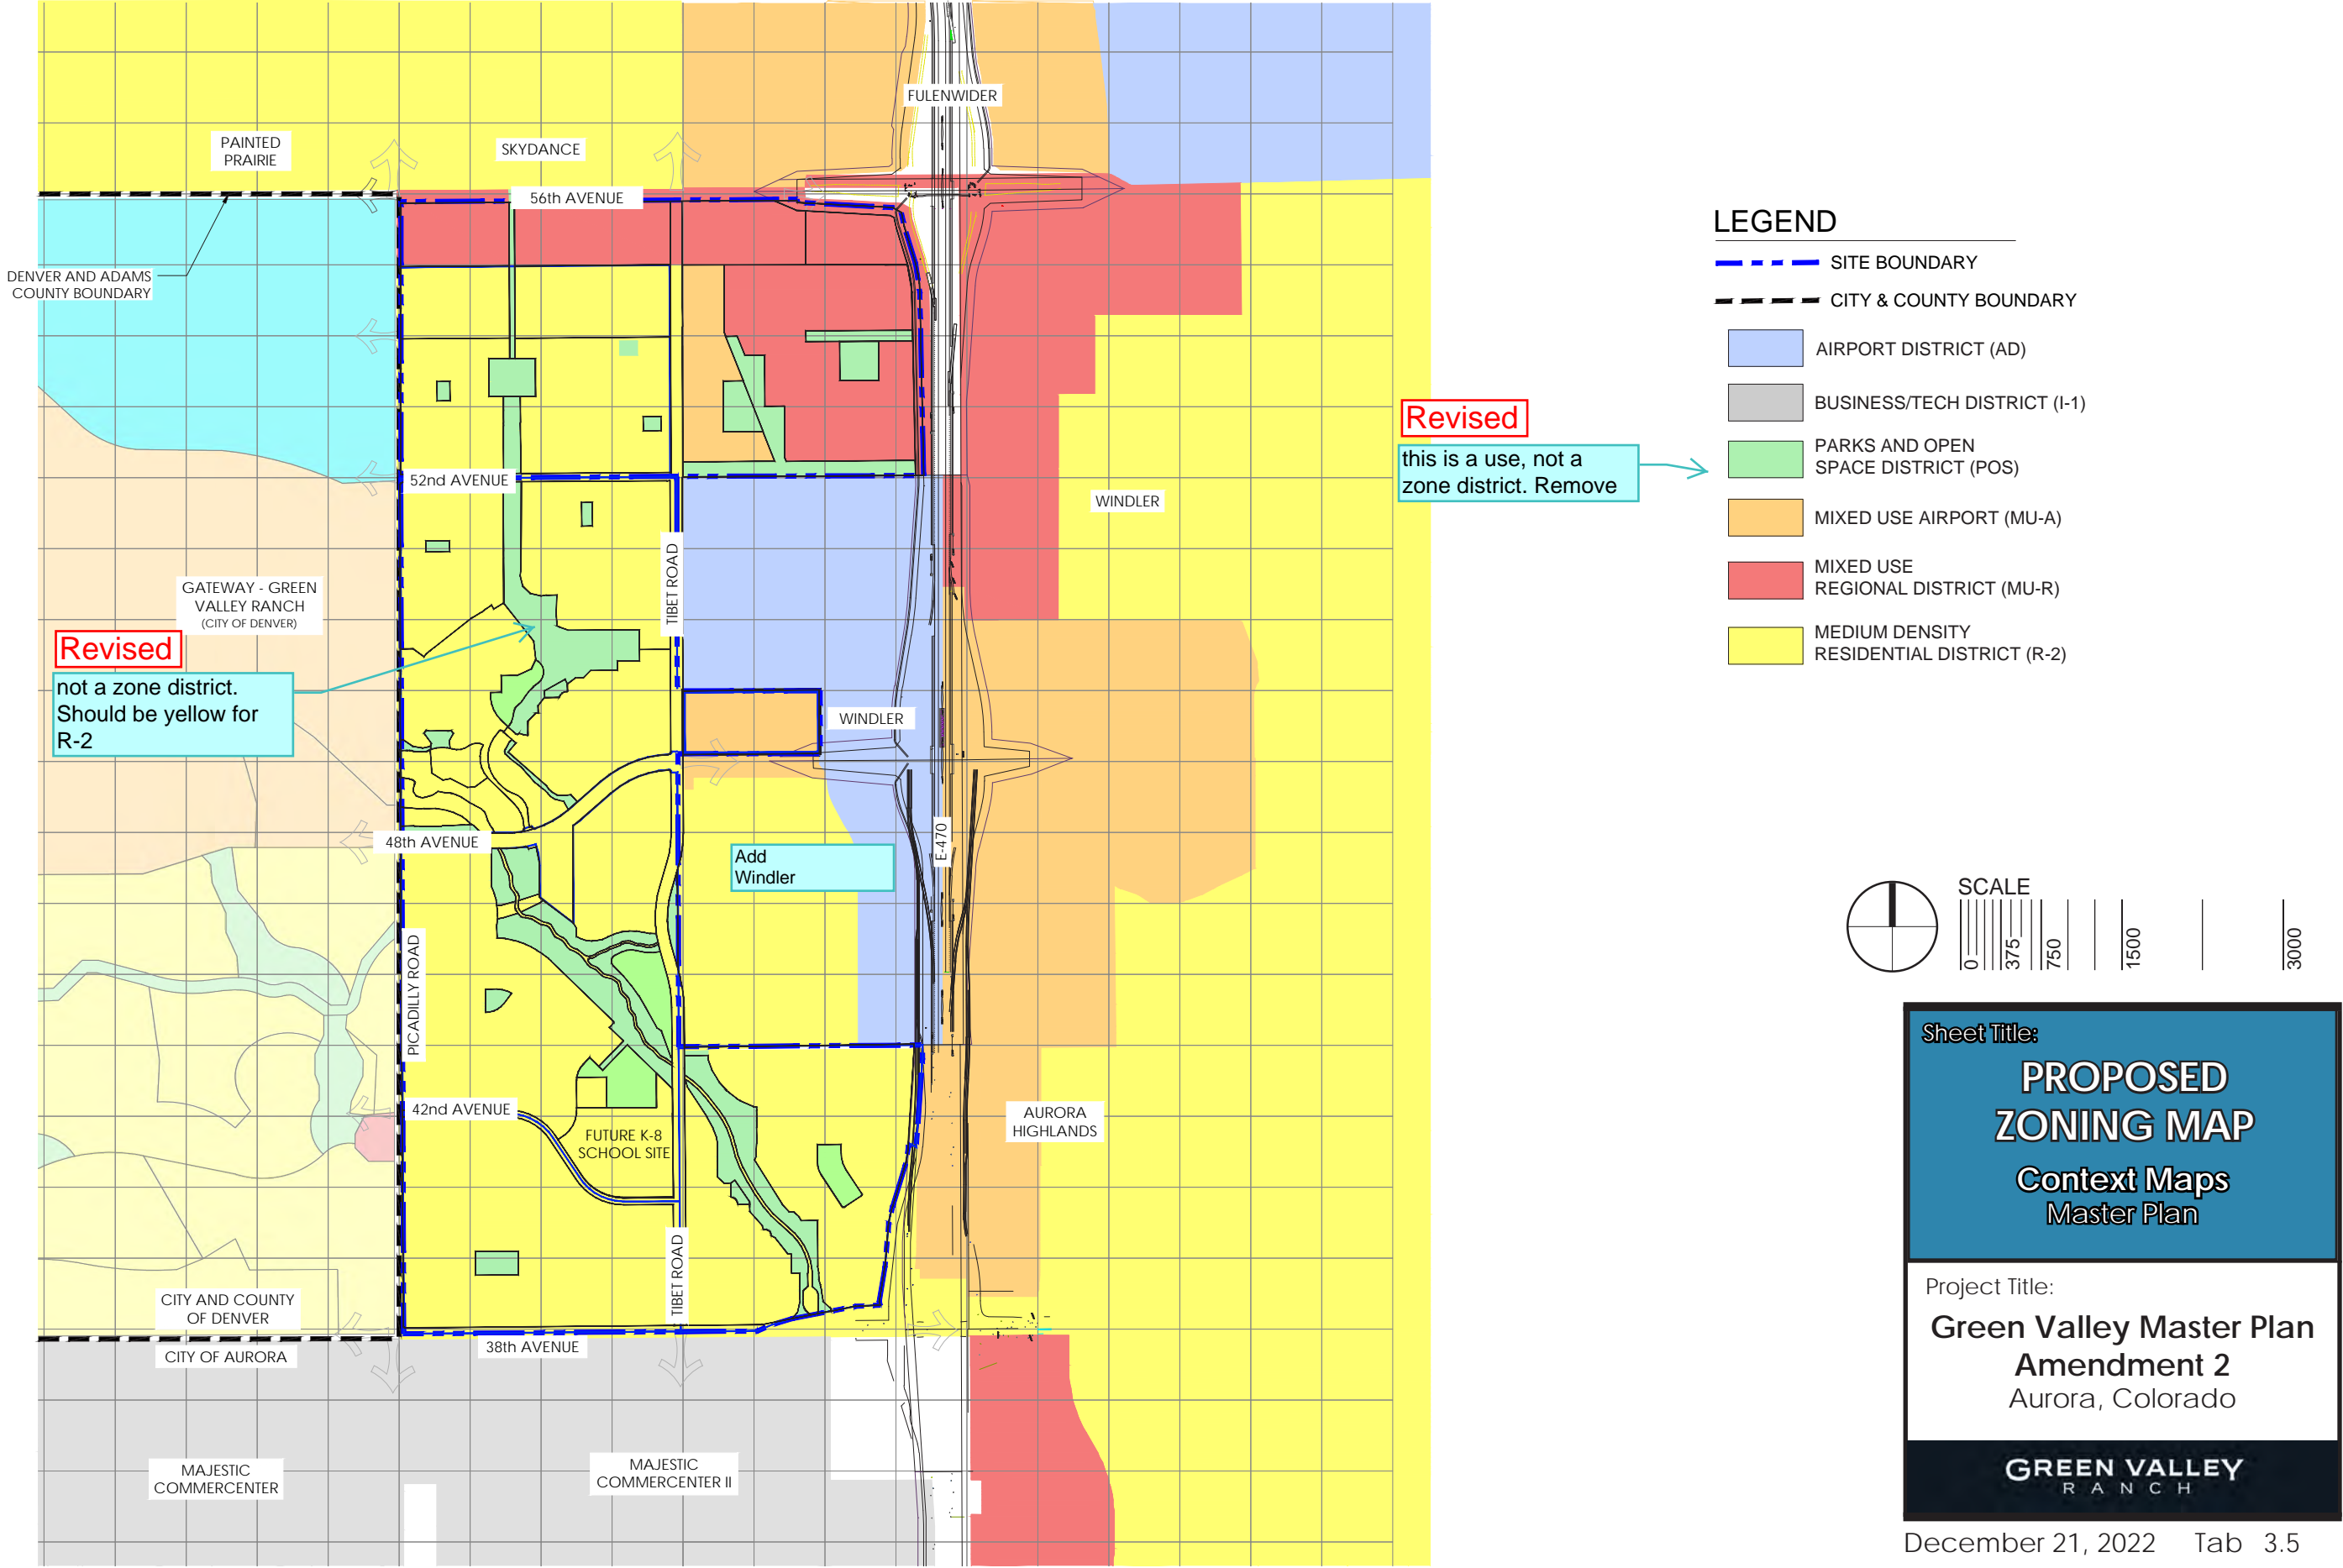 FULENWIDER
PAINTED
PRAIRIE
SKYDANCE
56th AVENUE
DENVER AND ADAMS
COUNTY BOUNDARY
52nd AVENUE
WINDLER
TIBET ROAD
GATEWAY - GREEN
VALLEY RANCH
(CITY OF DENVER)
Revised
not a zone district.
Should be yellow for
R-2
WINDLER
48th AVENUE
E-470
Add
Windler
PICADILLY ROAD
42nd AVENUE
FUTURE K-8
SCHOOL SITE
AURORA
HIGHLANDS
TIBET ROAD
CITY AND COUNTY
OF DENVER
CITY OF AURORA
38th AVENUE
MAJESTIC
COMMERCENTER
MAJESTIC
COMMERCENTER II
Revised
this is a use, not a
zone district. Remove
LEGEND
SITE BOUNDARY
CITY & COUNTY BOUNDARY
AIRPORT DISTRICT (AD)
BUSINESS/TECH DISTRICT (I-1)
PARKS AND OPEN
SPACE DISTRICT (POS)
MIXED USE AIRPORT (MU-A)
MIXED USE
REGIONAL DISTRICT (MU-R)
MEDIUM DENSITY
RESIDENTIAL DISTRICT (R-2)
SCALE
0 375 750 1500 3000
Sheet Title:
PROPOSED
ZONING MAP
Context Maps
Master Plan
Project Title:
Green Valley Master Plan
Amendment 2
Aurora, Colorado
GREEN VALLEY
RANCH
December 21, 2022 Tab 3.5